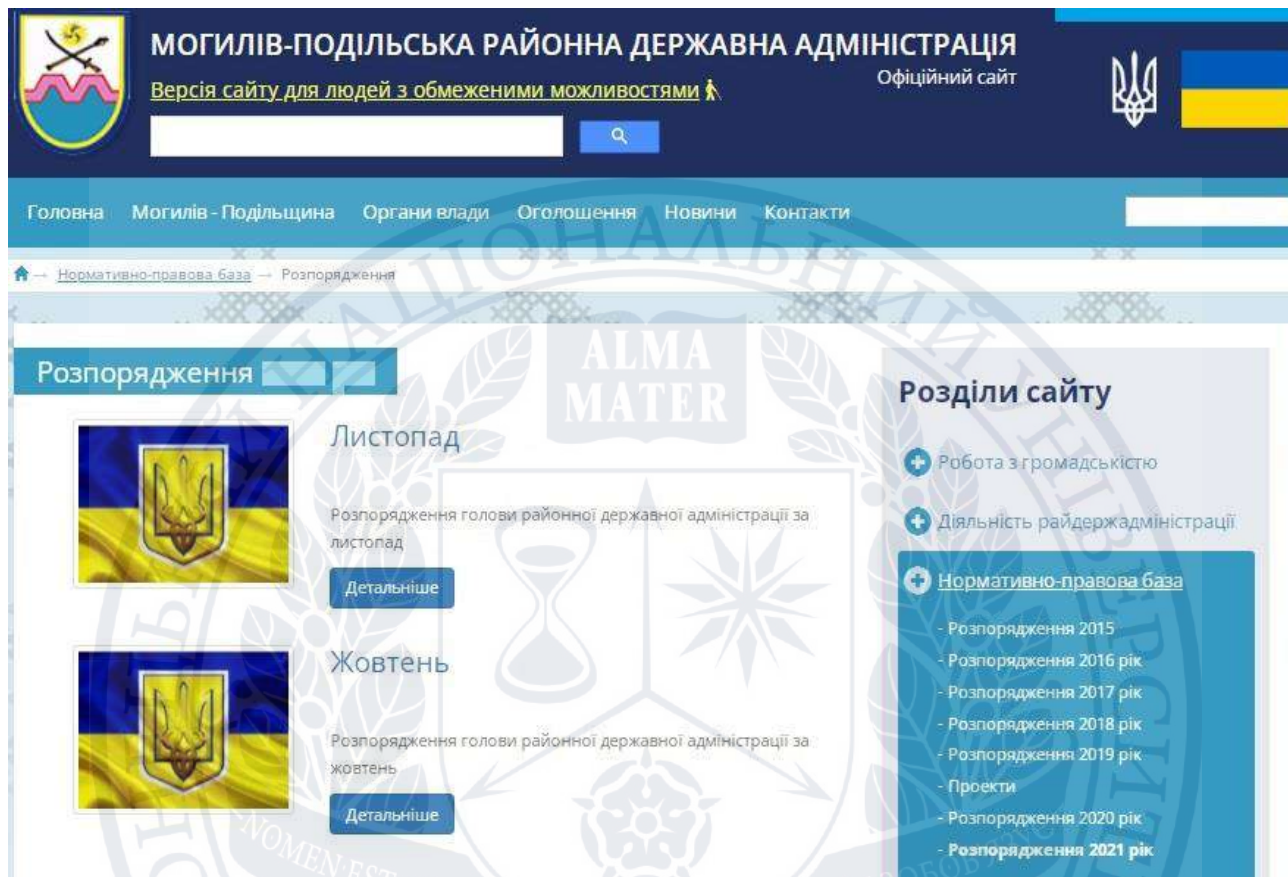 МОГИЛІВ-ПОДІЛЬСЬКА РАЙОННА ДЕРЖАВНА АДМІНІСТРАЦІЯ
Офіційний сайт
Версія сайту для людей з обмеженими можливостями
Головна Могилів - Подільщина Органи влади Оголошення Новини Контакти
→ Нормативно-правова база → Розпорядження
Розпорядження
Листопад
Розпорядження голови районної державної адміністрації за
листопад
Детальніше
Жовтень
Розпорядження голови районної державної адміністрації за
жовтень
Детальніше
Розділи сайту
Робота з громадськістю
Діяльність райдержадміністрації
Нормативно-правова база
- Розпорядження 2015
- Розпорядження 2016 рік
- Розпорядження 2017 рік
- Розпорядження 2018 рік
- Розпорядження 2019 рік
- Проекти
- Розпорядження 2020 рік
- Розпорядження 2021 рік
ALMA
MATER